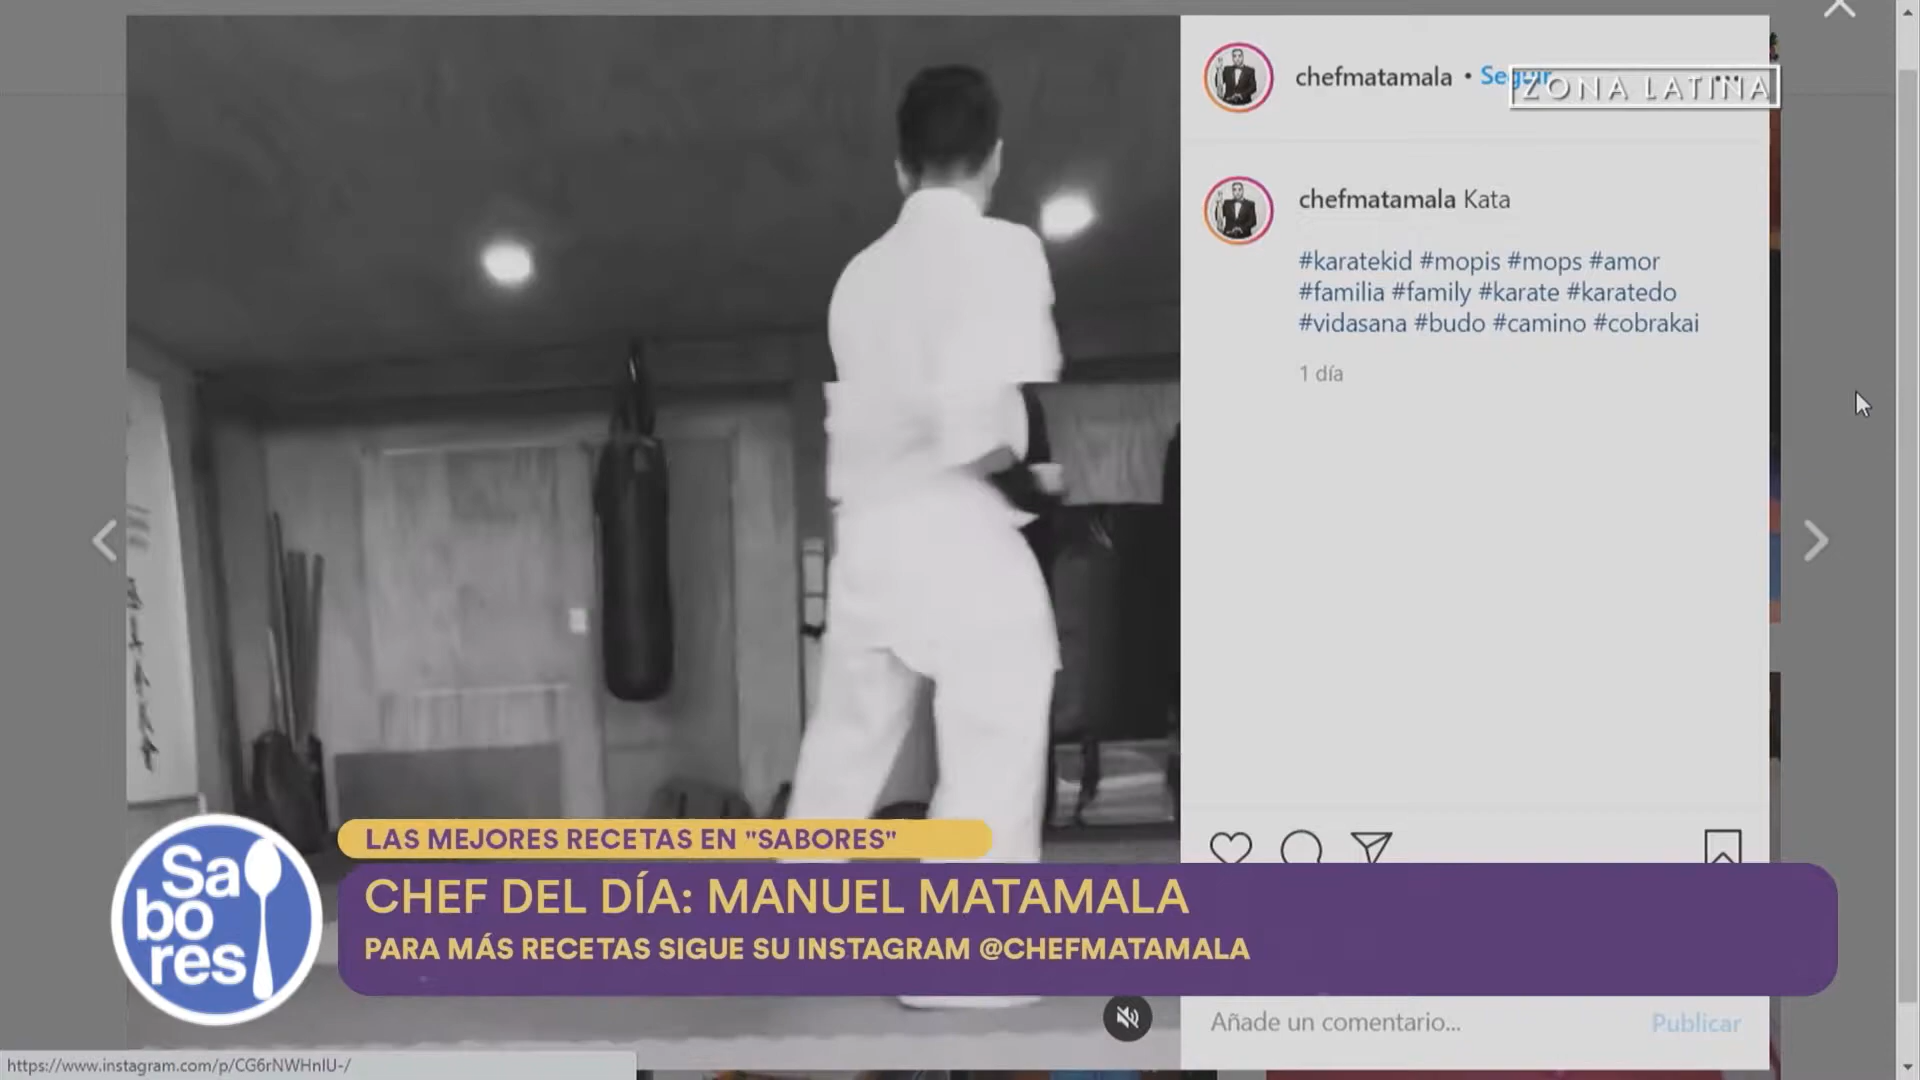 chefmatamala • Seguir
ZONA LATINA
chefmatamala Kata
#karatekid #mopis #mops #amor
#familia #family #karate #karatedo
#vidasana #budo #camino #cobrakai
1 día
LAS MEJORES RECETAS EN "SABORES"
CHEF DEL DÍA: MANUEL MATAMALA
PARA MÁS RECETAS SIGUE SU INSTAGRAM @CHEFMATAMALA
Sa
bo
res
Añade un comentario...
Publicar
https://www.instagram.com/p/CG6rNWHnlU-/